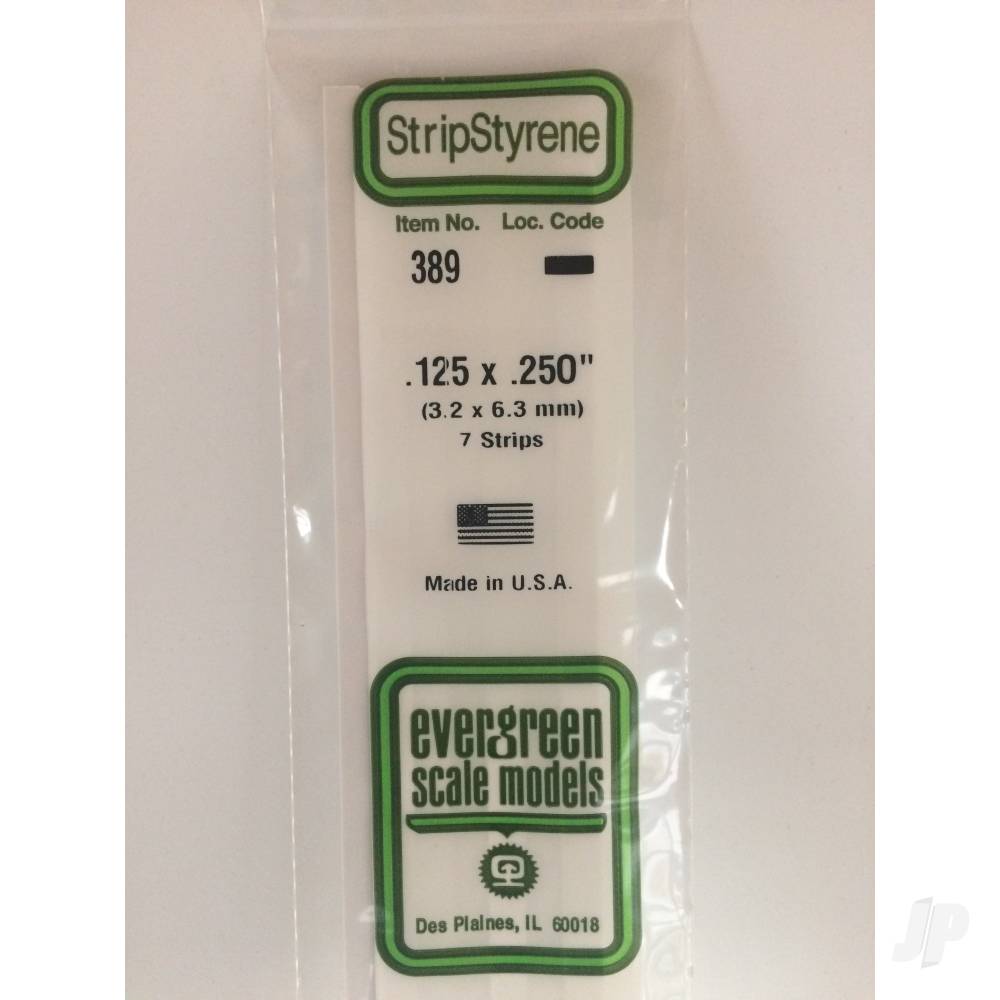 StripStyrene
Item No. Loc. Code
389
.125 x .250"
(3.2 x 6.3 mm)
7 Strips
Made in U.S.A.
evergreen
scale models
Des Plaines, IL 60018
JP